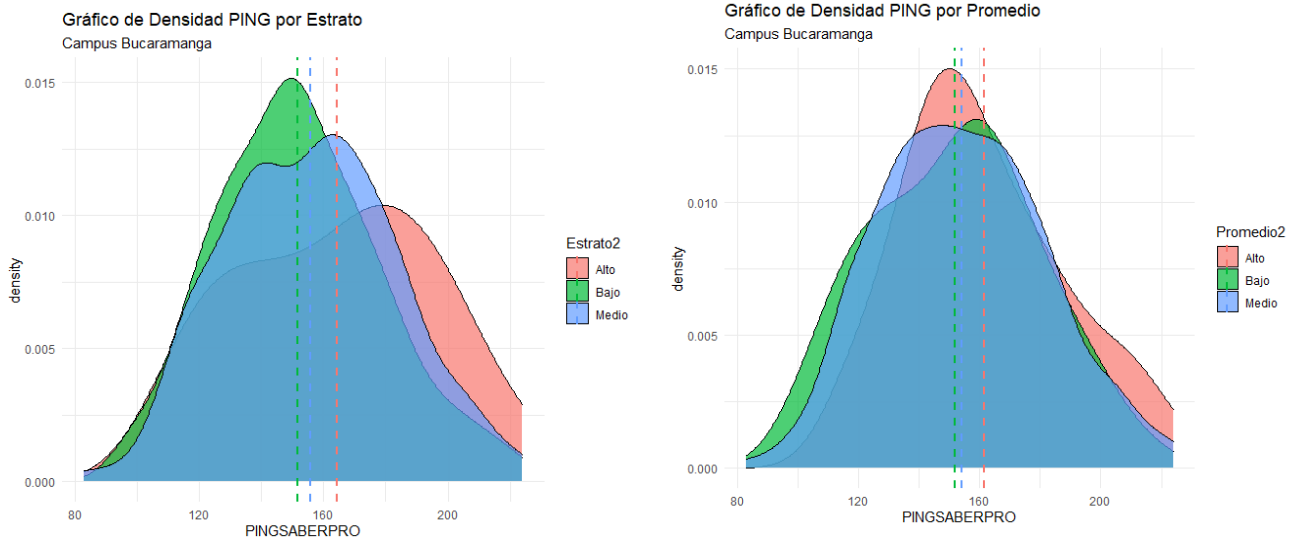 Gráfico de Densidad PING por Estrato
Campus Bucaramanga
0.015
0.010
0.005
0.000
density
80
120
160
200
PINGSABERPRO
Estrato2
Alto
Bajo
Medio
Gráfico de Densidad PING por Promedio
Campus Bucaramanga
0.015
0.010
0.005
0.000
density
80
120
160
200
PINGSABERPRO
Promedio2
Alto
Bajo
Medio